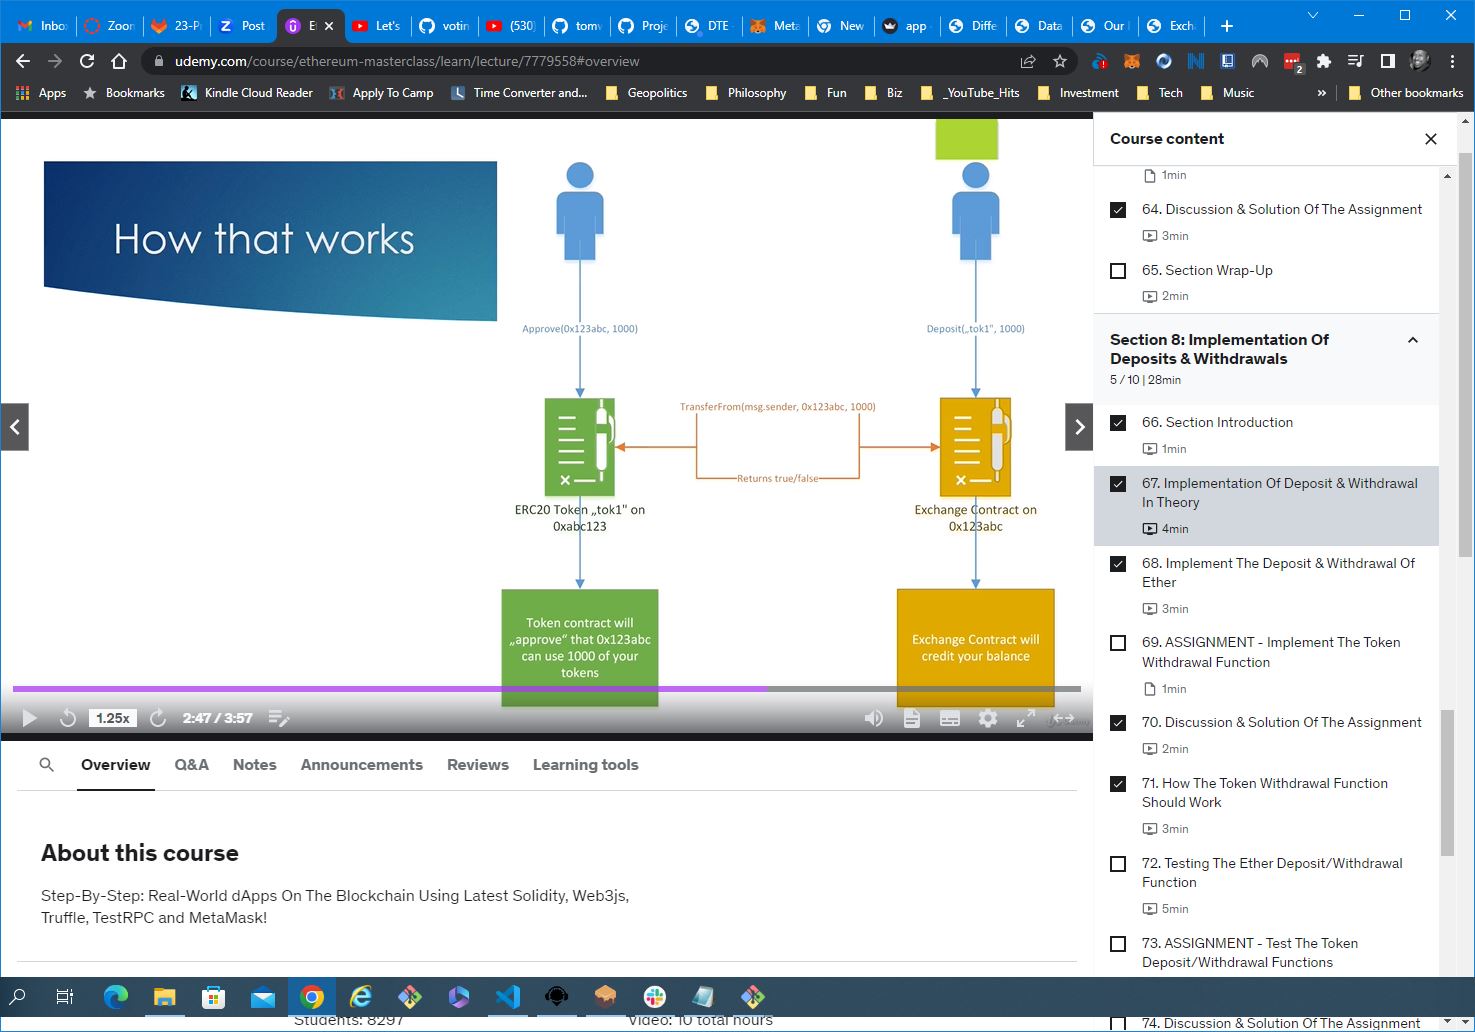 Inbo
Zoon
23-P
Post
El
Let's
votin
(530)
tomv
Proje
DTE
Meta
New
app
Diffe
Data
Our
Exch
udemy.com/course/ethereum-masterclass/learn/lecture/7779558#overview
2
Apps
Bookmarks
Kindle Cloud Reader
Apply To Camp
Time Converter and...
Geopolitics
Philosophy
Fun
Biz
_YouTube_Hits
Investment
Tech
Music
»
Other bookmarks
How that works
Approve(0x123abc, 1000)
Deposit(„tok1", 1000)
TransferFrom(msg.sender, 0x123abc, 1000)
Returns true/false
ERC20 Token „tok1" on
0xabc123
Exchange Contract on
0x123abc
Token contract will
„approve“ that 0x123abc
can use 1000 of your
tokens
Exchange Contract will
credit your balance
1.25x
2:47 / 3:57
Overview
Q&A
Notes
Announcements
Reviews
Learning tools
About this course
Step-By-Step: Real-World dApps On The Blockchain Using Latest Solidity, Web3js,
Truffle, TestRPC and MetaMask!
Students: 8297
Video: 10 total hours
Course content
1min
64. Discussion & Solution Of The Assignment
3min
65. Section Wrap-Up
2min
Section 8: Implementation Of
Deposits & Withdrawals
5 / 10 | 28min
66. Section Introduction
1min
67. Implementation Of Deposit & Withdrawal
In Theory
4min
68. Implement The Deposit & Withdrawal Of
Ether
3min
69. ASSIGNMENT - Implement The Token
Withdrawal Function
1min
70. Discussion & Solution Of The Assignment
2min
71. How The Token Withdrawal Function
Should Work
3min
72. Testing The Ether Deposit/Withdrawal
Function
5min
73. ASSIGNMENT - Test The Token
Deposit/Withdrawal Functions
74. Discussion & Solution Of The Assignment